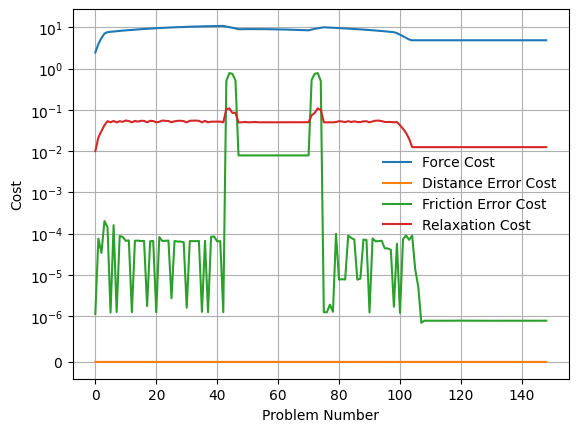 10¹
10⁰
10⁻¹
10⁻²
10⁻³
10⁻⁴
10⁻⁵
10⁻⁶
0
Cost
Force Cost
Distance Error Cost
Friction Error Cost
Relaxation Cost
0 20 40 60 80 100 120 140
Problem Number